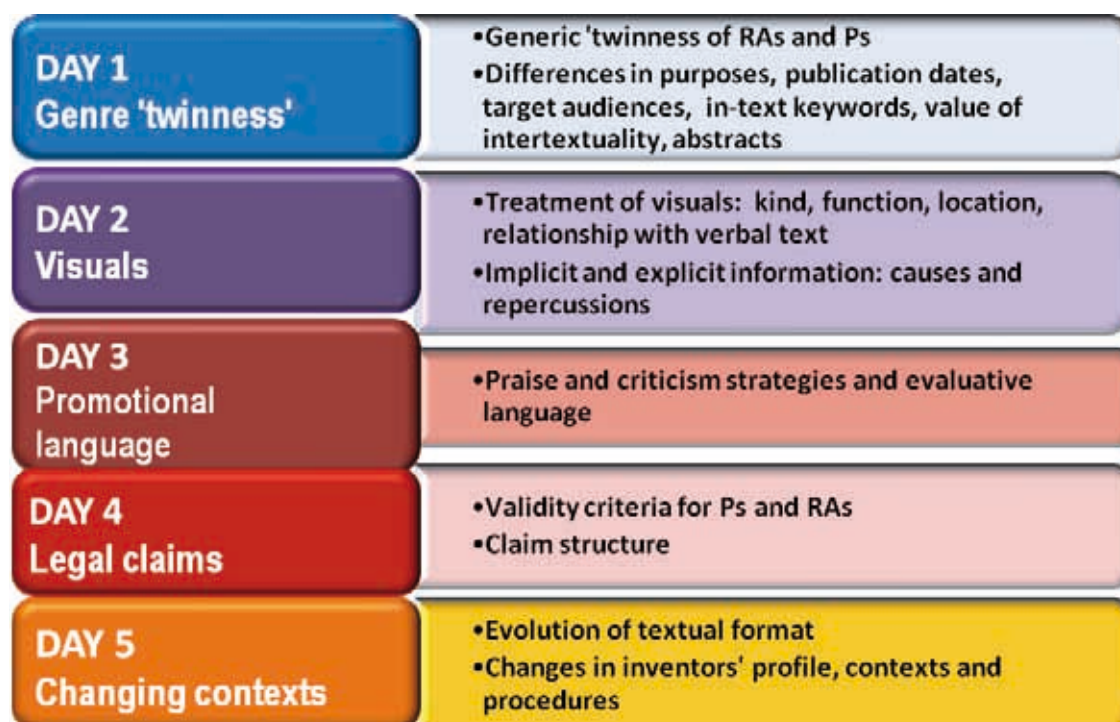 DAY 1
Genre 'twinness'
•Generic 'twinness of RAs and Ps
•Differences in purposes, publication dates,
target audiences, in-text keywords, value of
intertextuality, abstracts
DAY 2
Visuals
•Treatment of visuals: kind, function, location,
relationship with verbal text
•Implicit and explicit information: causes and
repercussions
DAY 3
Promotional
language
•Praise and criticism strategies and evaluative
language
DAY 4
Legal claims
•Validity criteria for Ps and RAs
•Claim structure
DAY 5
Changing contexts
•Evolution of textual format
•Changes in inventors' profile, contexts and
procedures